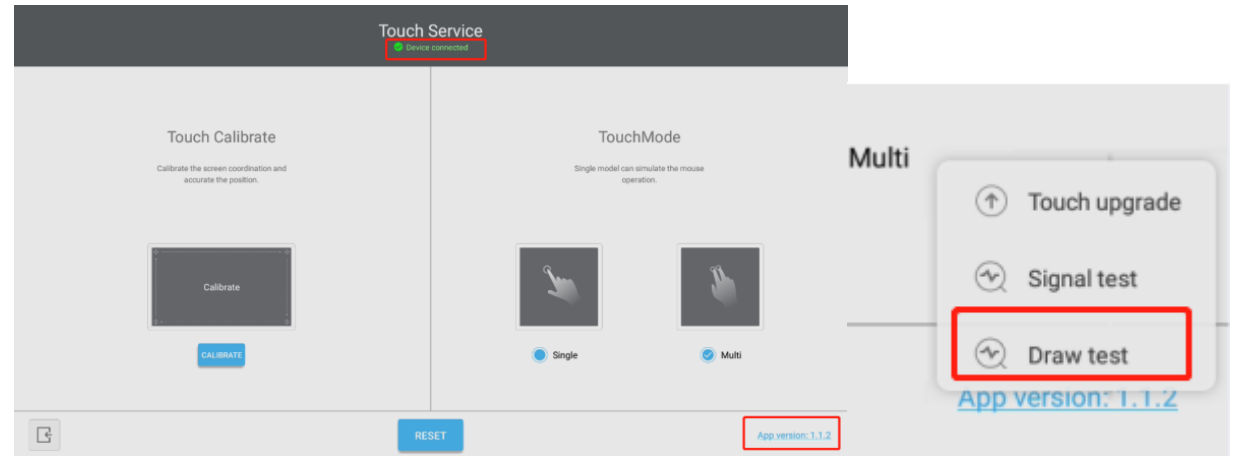 Touch Service
Device connected
Touch Calibrate
Calibrate the screen coordination and
accurate the position.
Calibrate
CALIBRATE
TouchMode
Single model can simulate the mouse
operation.
Single
Multi
RESET
App version: 1.1.2
Multi
Touch upgrade
Signal test
Draw test
App version: 1.1.2